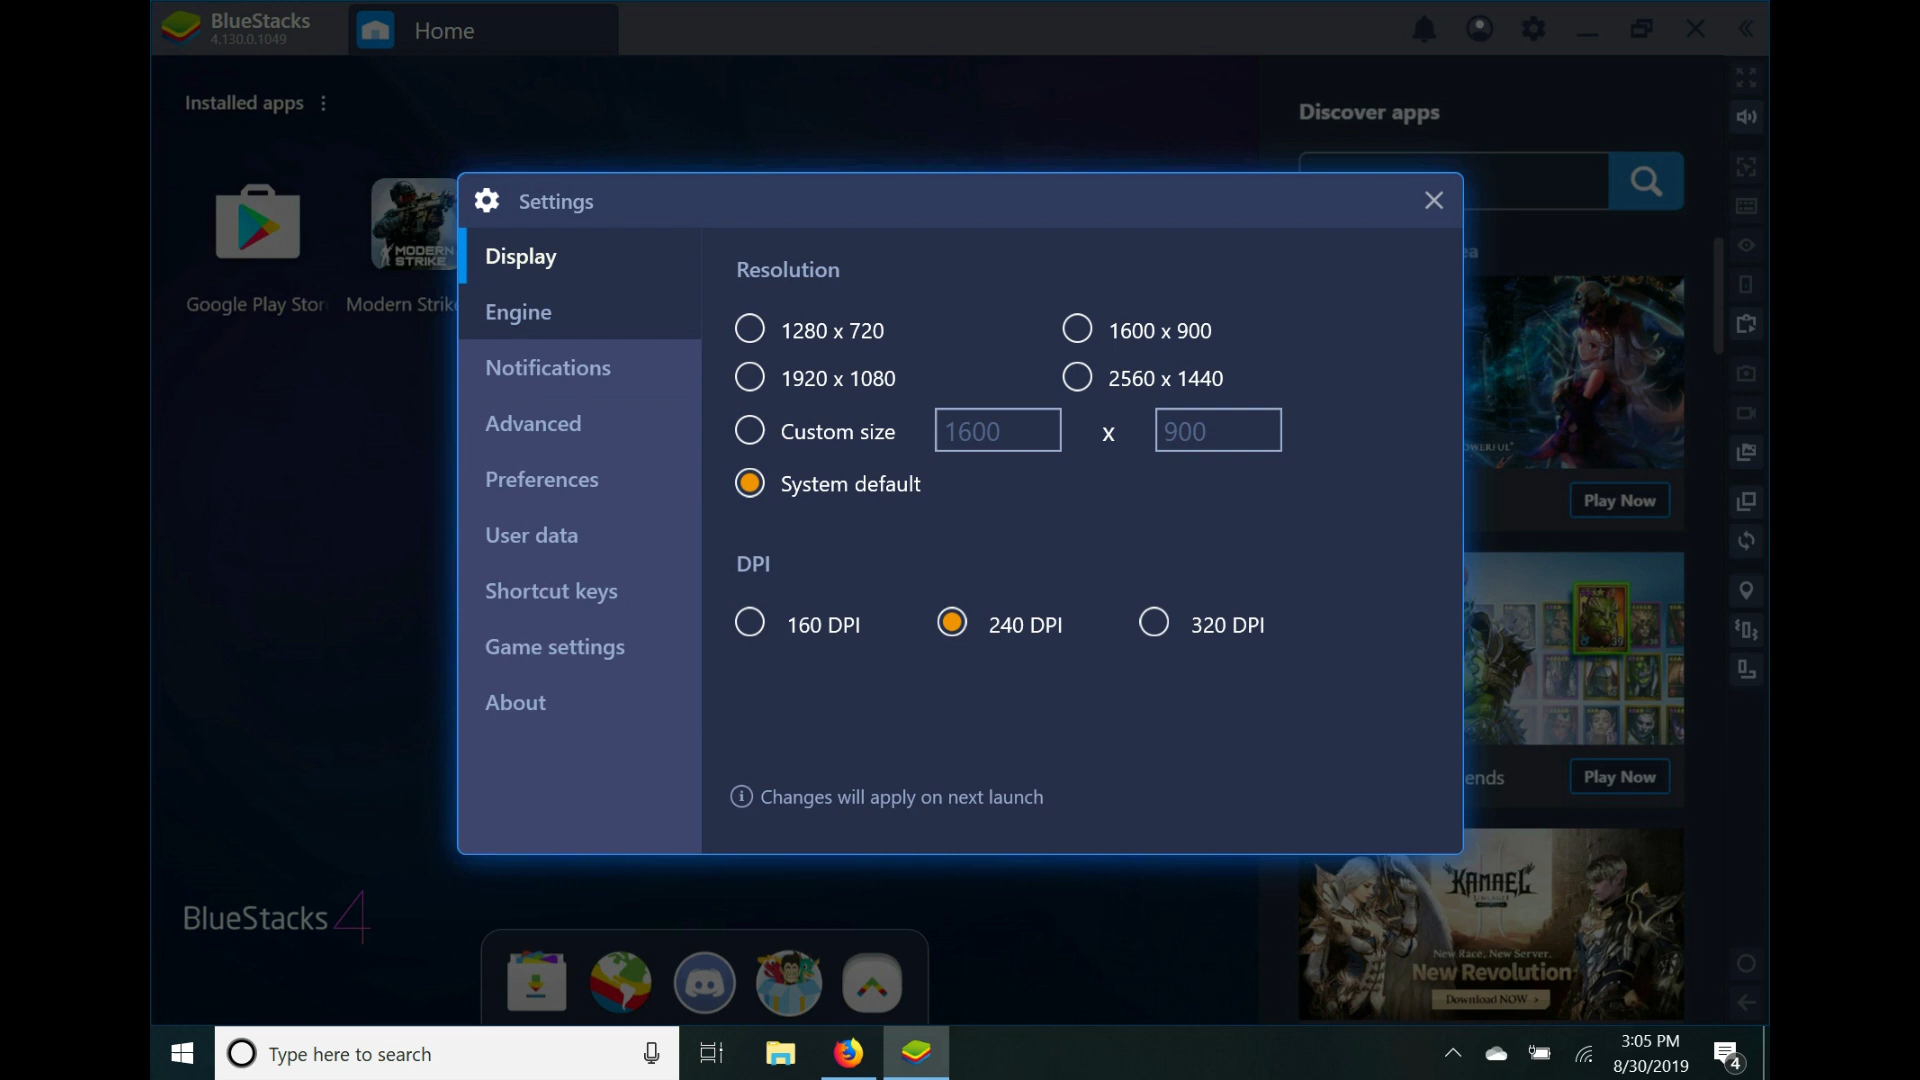 BlueStacks
4.130.0.1049
Home
Installed apps
Discover apps
Google Play Stor
MODERN
STRIKE
Modern Strik
Settings
Display
Engine
Notifications
Advanced
Preferences
User data
Shortcut keys
Game settings
About
Resolution
1280 x 720
1600 x 900
1920 x 1080
2560 x 1440
Custom size
1600
x
900
System default
DPI
160 DPI
240 DPI
320 DPI
Changes will apply on next launch
Play Now
ends
Play Now
KAMAEL
New Race, New Server.
New Revolution
Download NOW >
BlueStacks 4
Type here to search
3:05 PM
8/30/2019
4